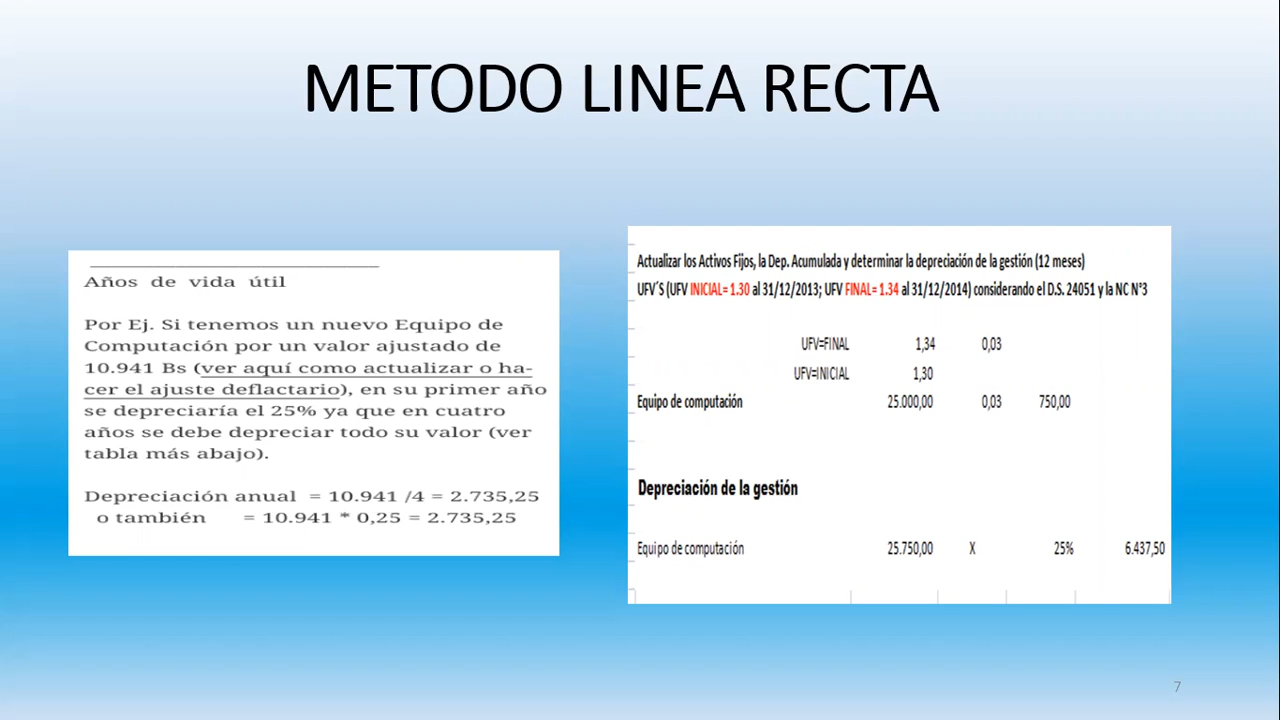 METODO LINEA RECTA
Años de vida útil
Por Ej. Si tenemos un nuevo Equipo de
Computación por un valor ajustado de
10.941 Bs (ver aquí como actualizar o ha-
cer el ajuste deflactario), en su primer año
se depreciaría el 25% ya que en cuatro
años se debe depreciar todo su valor (ver
tabla más abajo).
Depreciación anual = 10.941 /4 = 2.735,25
o también = 10.941 * 0,25 = 2.735,25
Actualizar los Activos Fijos, la Dep. Acumulada y determinar la depreciación de la gestión (12 meses)
UFV´S (UFV INICIAL= 1.30 al 31/12/2013; UFV FINAL= 1.34 al 31/12/2014) considerando el D.S. 24051 y la NC N°3
UFV=FINAL 1,34 0,03
UFV=INICIAL 1,30
Equipo de computación 25.000,00 0,03 750,00
Depreciación de la gestión
Equipo de computación 25.750,00 X 25% 6.437,50
7